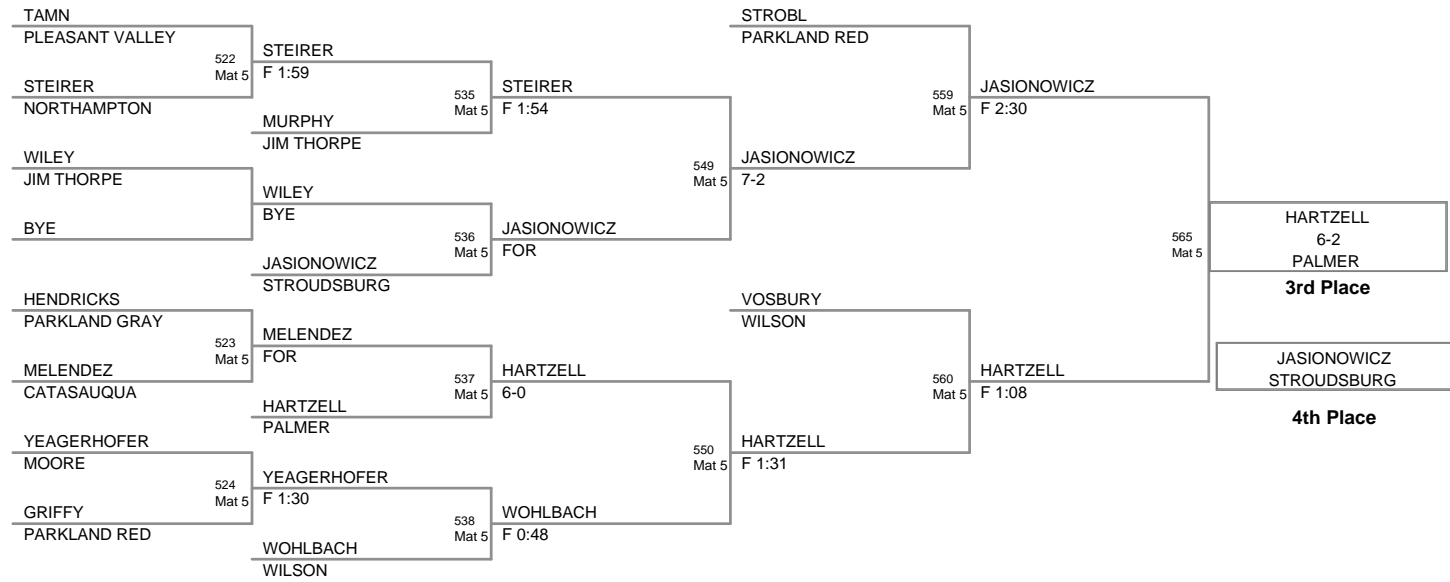 TAMN
PLEASANT VALLEY
522
Mat 5
STEIRER
F 1:59
STEIRER
NORTHAMPTON
535
Mat 5
STEIRER
F 1:54
MURPHY
JIM THORPE
WILEY
JIM THORPE
WILEY
BYE
BYE
536
Mat 5
JASIONOWICZ
FOR
JASIONOWICZ
STROUDSBURG
549
Mat 5
JASIONOWICZ
7-2
STROBL
PARKLAND RED
559
Mat 5
JASIONOWICZ
F 2:30
HENDRICKS
PARKLAND GRAY
523
Mat 5
MELENDEZ
FOR
MELENDEZ
CATASAUQUA
537
Mat 5
HARTZELL
6-0
HARTZELL
PALMER
YEAGERHOFER
MOORE
524
Mat 5
YEAGERHOFER
F 1:30
GRIFFY
PARKLAND RED
538
Mat 5
WOHLBACH
F 0:48
WOHLBACH
WILSON
550
Mat 5
HARTZELL
F 1:31
VOSBURY
WILSON
560
Mat 5
HARTZELL
F 1:08
565
Mat 5
HARTZELL
6-2
PALMER
3rd Place
JASIONOWICZ
STROUDSBURG
4th Place